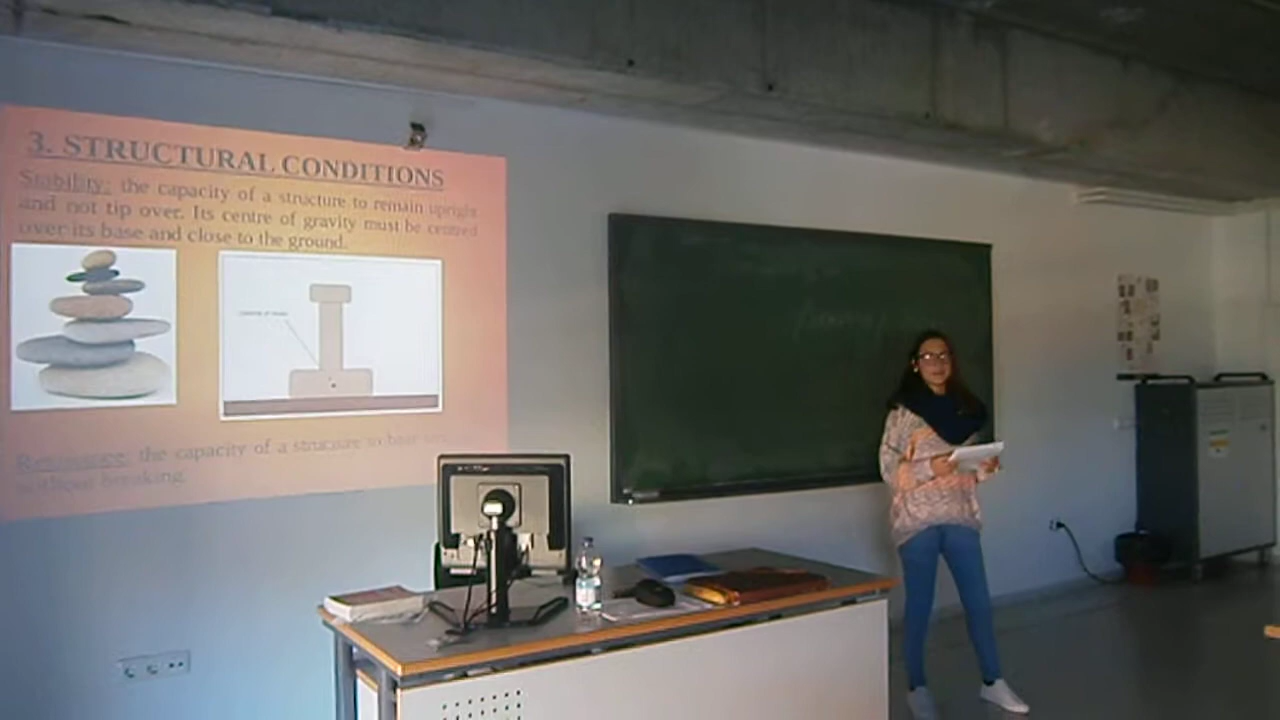 3. STRUCTURAL CONDITIONS
Stability: the capacity of a structure to remain upright
and not tip over. Its centre of gravity must be centred
over its base and close to the ground.
Resistance: the capacity of a structure to bear
without breaking.